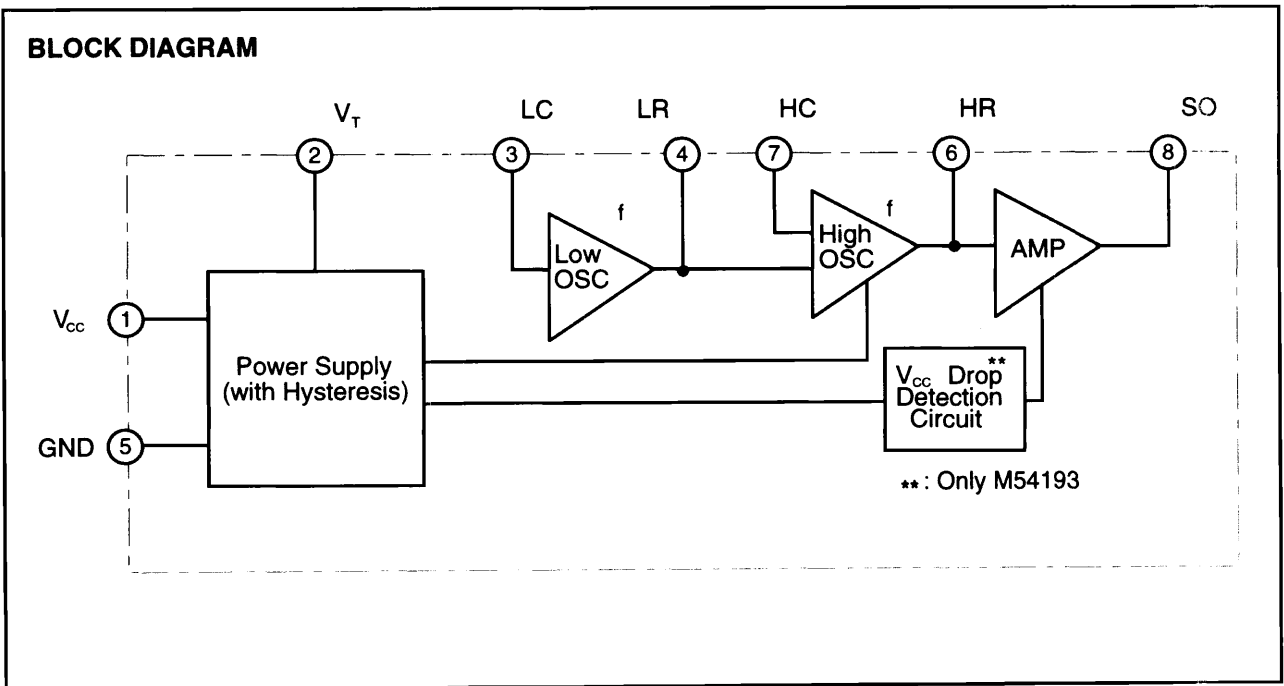 BLOCK DIAGRAM
V_T LC LR HC HR SO
2 3 4 7 6 8
f f
Low
OSC
High
OSC
AMP
V_cc 1
Power Supply
(with Hysteresis)
V_cc Drop**
Detection
Circuit
GND 5
**: Only M54193